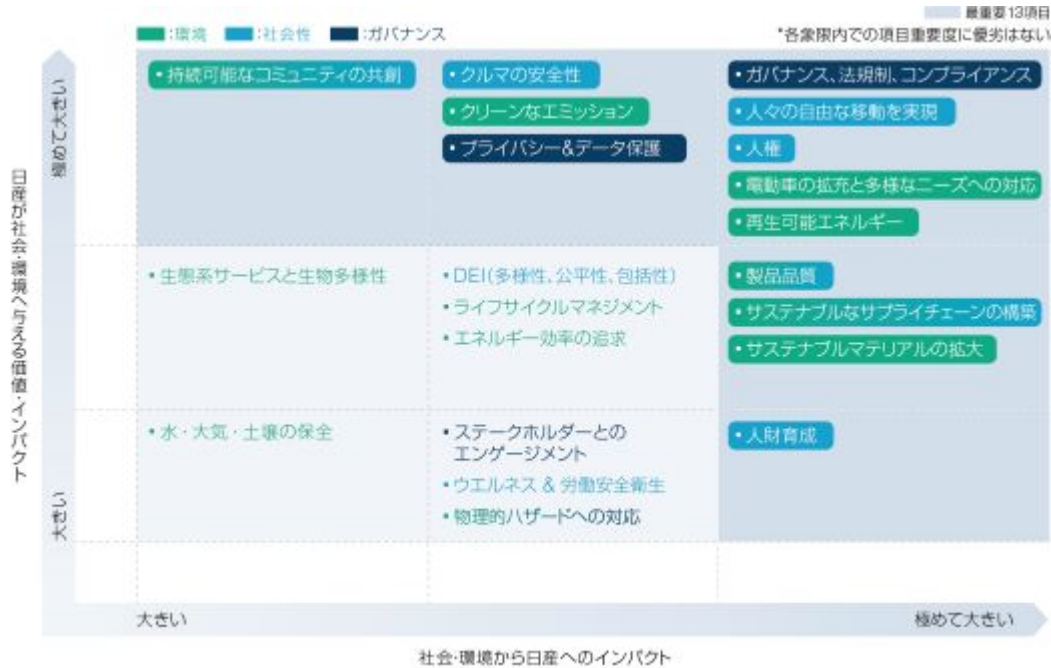 最重要13項目
:環境 :社会性 :ガバナンス
*各象限内での項目重要度に優劣はない
極めて大きい
・持続可能なコミュニティの共創
・クルマの安全性
・クリーンなエミッション
・プライバシー&データ保護
・ガバナンス、法規制、コンプライアンス
・人々の自由な移動を実現
・人権
・電動車の拡充と多様なニーズへの対応
・再生可能エネルギー
日産が社会・環境へ与える価値・インパクト
・生態系サービスと生物多様性
・DEI(多様性、公平性、包括性)
・ライフサイクルマネジメント
・エネルギー効率の追求
・製品品質
・サステナブルなサプライチェーンの構築
・サステナブルマテリアルの拡大
大きい
・水・大気・土壌の保全
・ステークホルダーとの
エンゲージメント
・ウエルネス & 労働安全衛生
・物理的ハザードへの対応
・人財育成
大きい
極めて大きい
社会・環境から日産へのインパクト